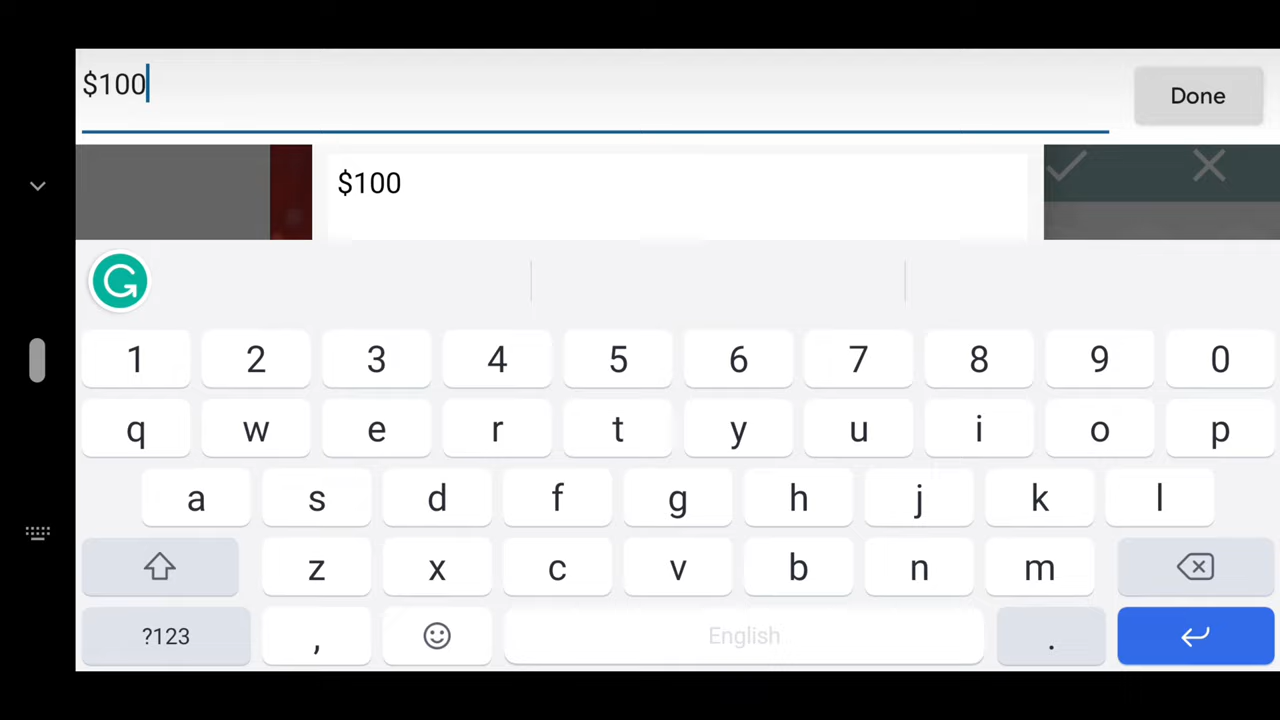 $100
Done
$100
1 2 3 4 5 6 7 8 9 0
q w e r t y u i o p
a s d f g h j k l
z x c v b n m
?123 , English .